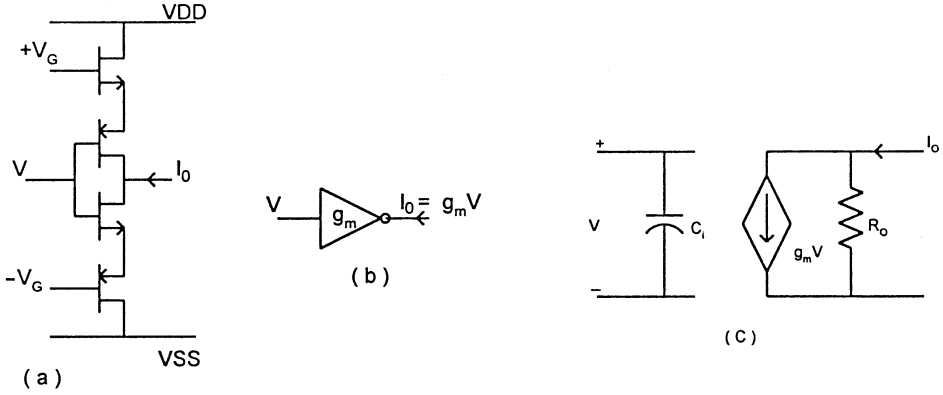 VDD
+V_G
V
I_0
−V_G
VSS
( a )
V
g_m
I_0 = g_mV
( b )
+
V
−
C_i
g_mV
R_o
I_o
( C )